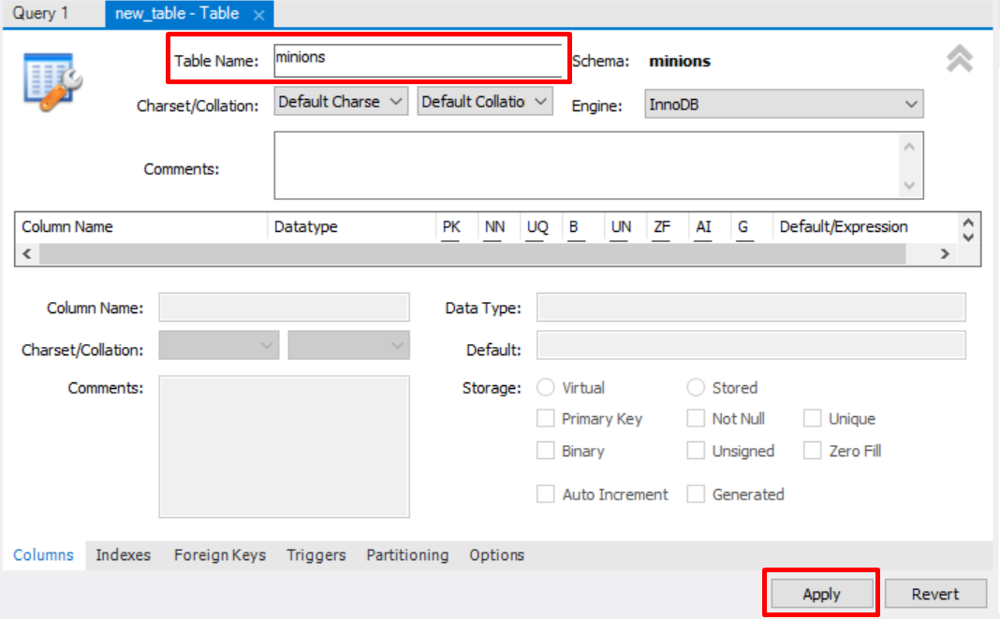 Query 1 new_table - Table
Table Name: minions Schema: minions
Charset/Collation: Default Charse Default Collatio Engine: InnoDB
Comments:
Column Name Datatype PK NN UQ B UN ZF AI G Default/Expression
Column Name: Data Type:
Charset/Collation: Default:
Comments: Storage: Virtual Stored
Primary Key Not Null Unique
Binary Unsigned Zero Fill
Auto Increment Generated
Columns Indexes Foreign Keys Triggers Partitioning Options
Apply Revert